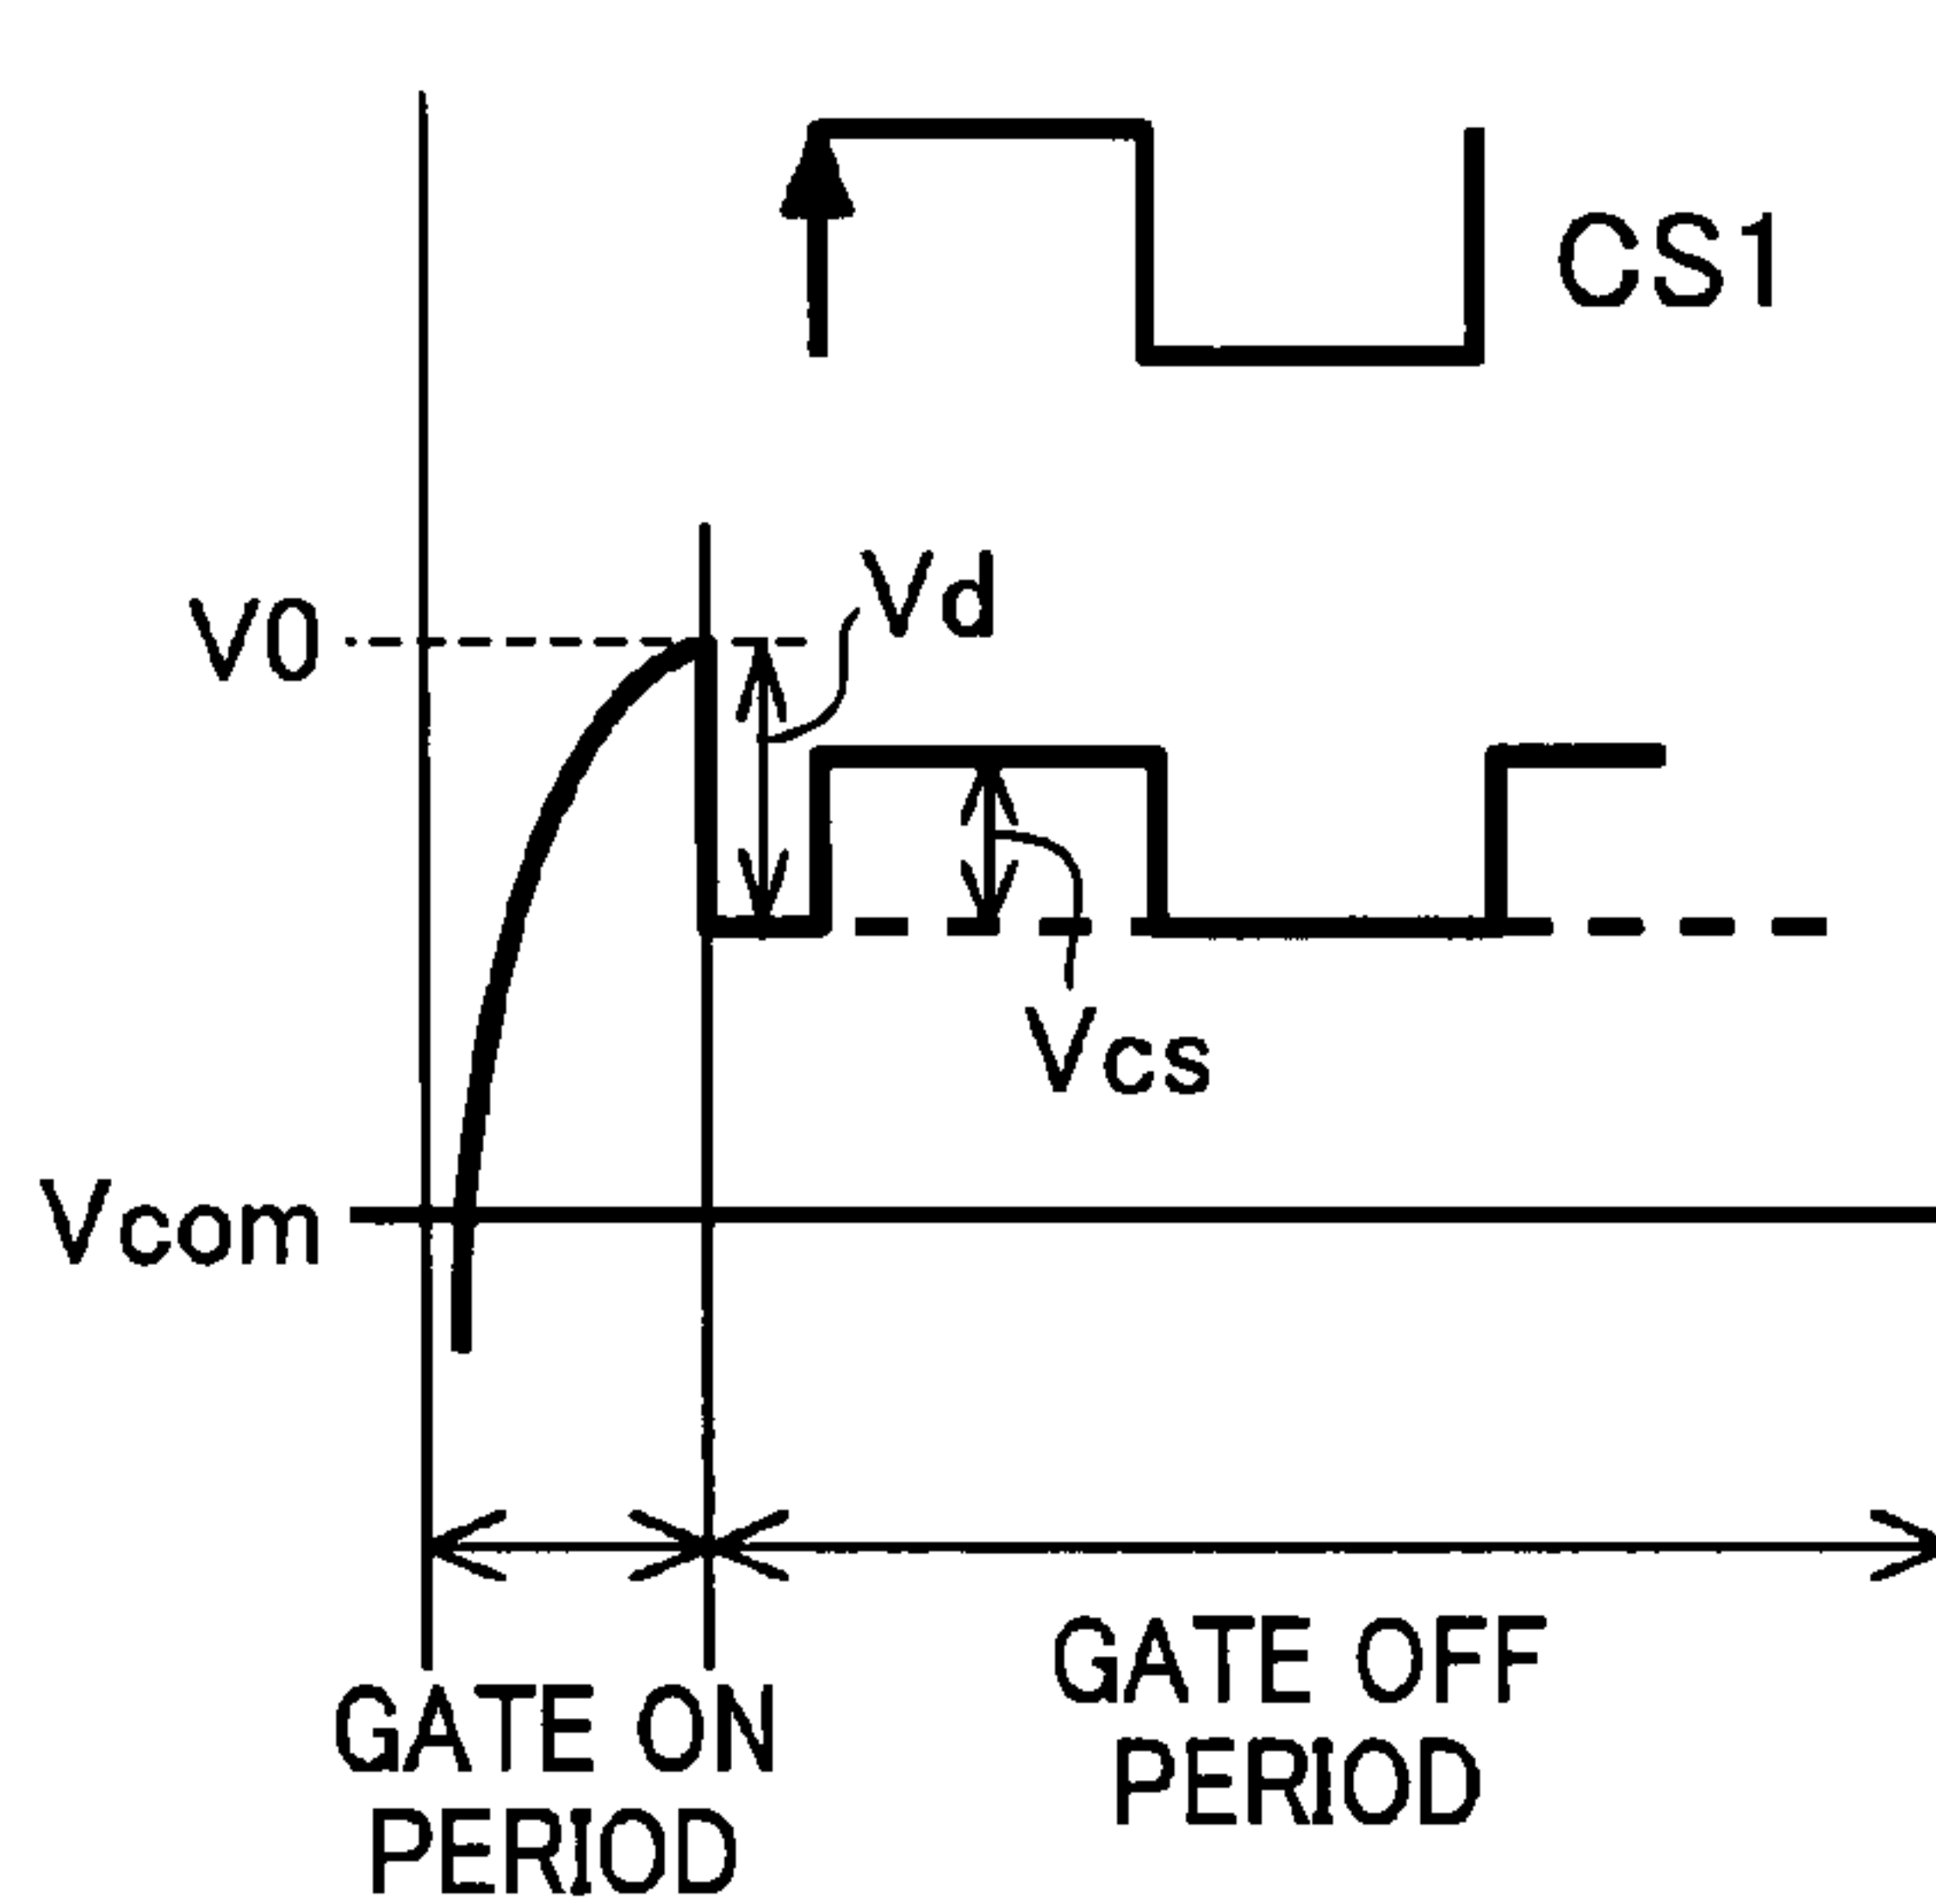 CS1
Vd
V0
Vcs
Vcom
GATE ON
PERIOD
GATE OFF
PERIOD